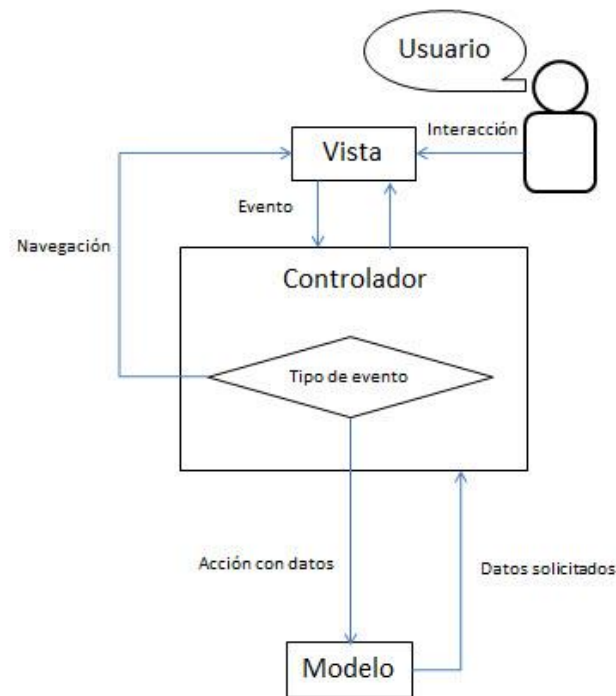 Usuario
Interacción
Vista
Evento
Navegación
Controlador
Tipo de evento
Acción con datos
Datos solicitados
Modelo